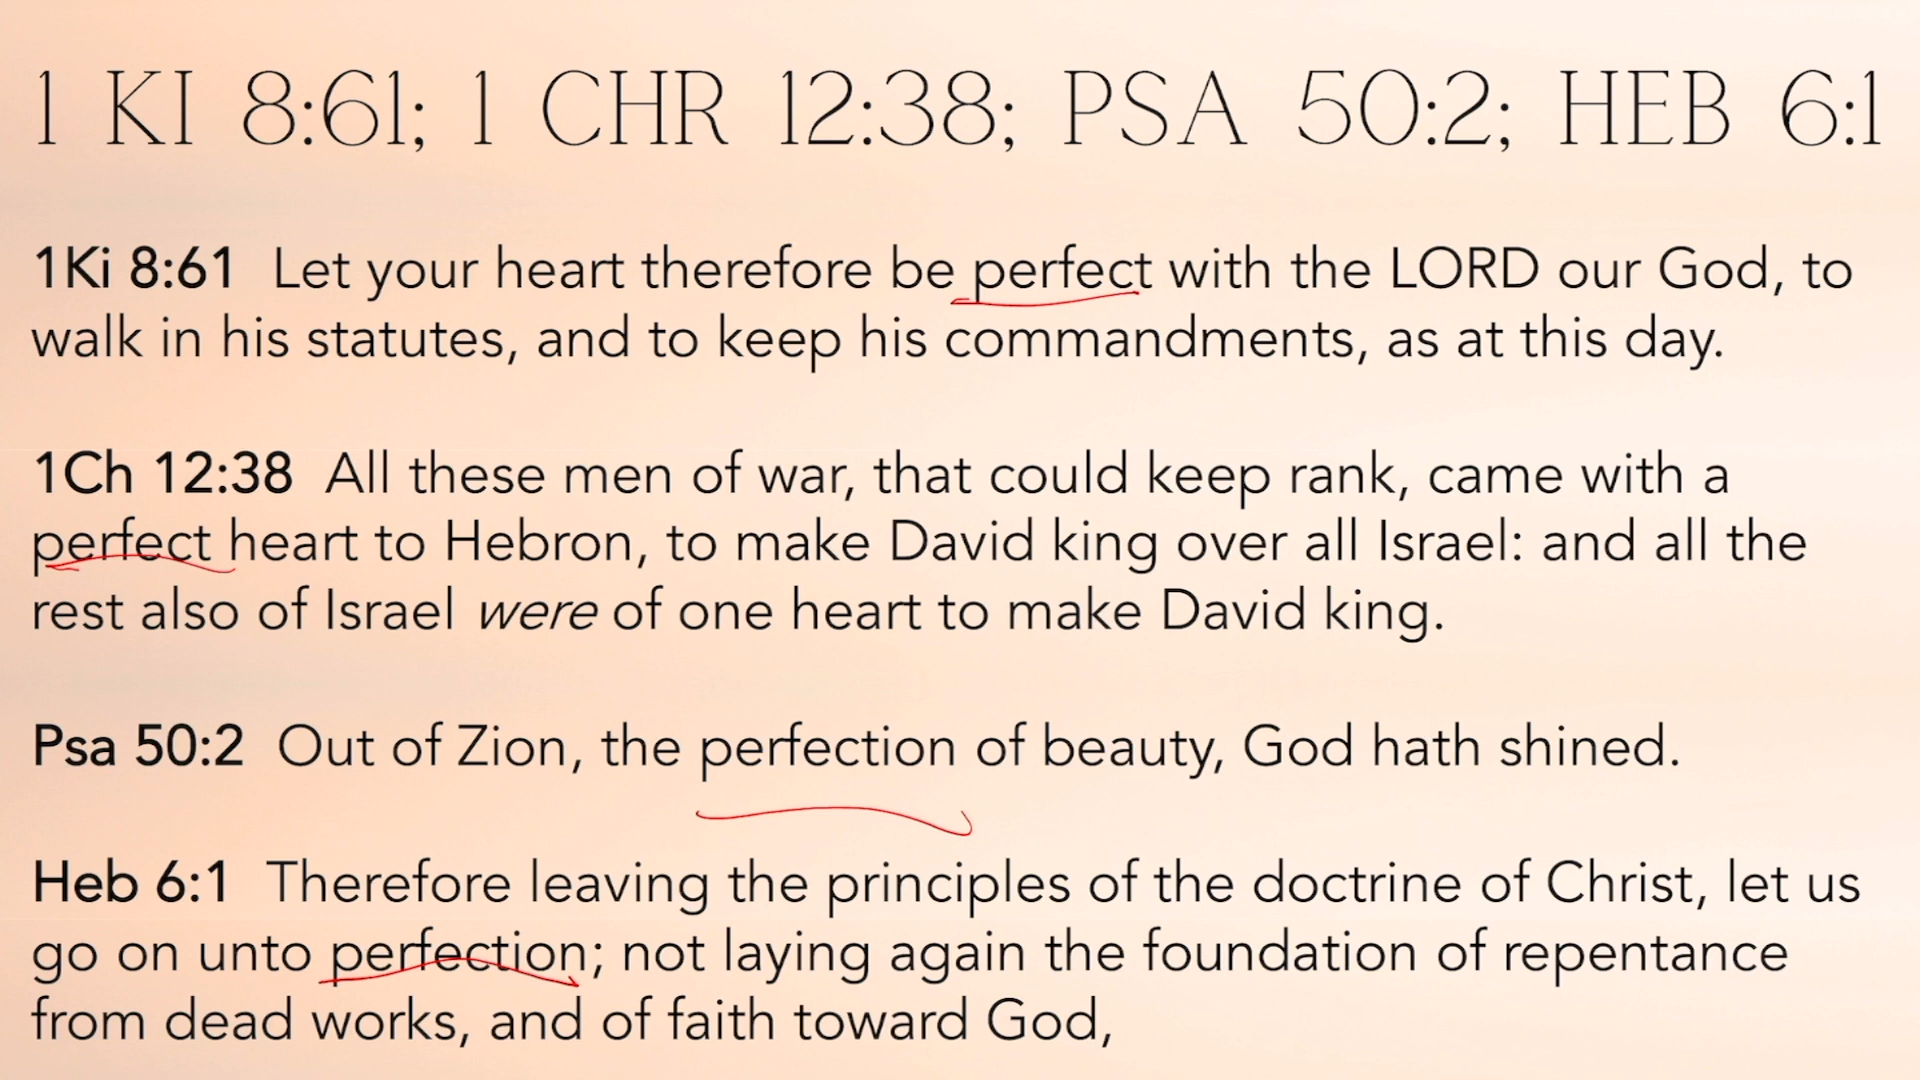 1 KI 8:61; 1 CHR 12:38; PSA 50:2; HEB 6:1
1Ki 8:61 Let your heart therefore be perfect with the LORD our God, to
walk in his statutes, and to keep his commandments, as at this day.
1Ch 12:38 All these men of war, that could keep rank, came with a
perfect heart to Hebron, to make David king over all Israel: and all the
rest also of Israel were of one heart to make David king.
Psa 50:2 Out of Zion, the perfection of beauty, God hath shined.
Heb 6:1 Therefore leaving the principles of the doctrine of Christ, let us
go on unto perfection; not laying again the foundation of repentance
from dead works, and of faith toward God,